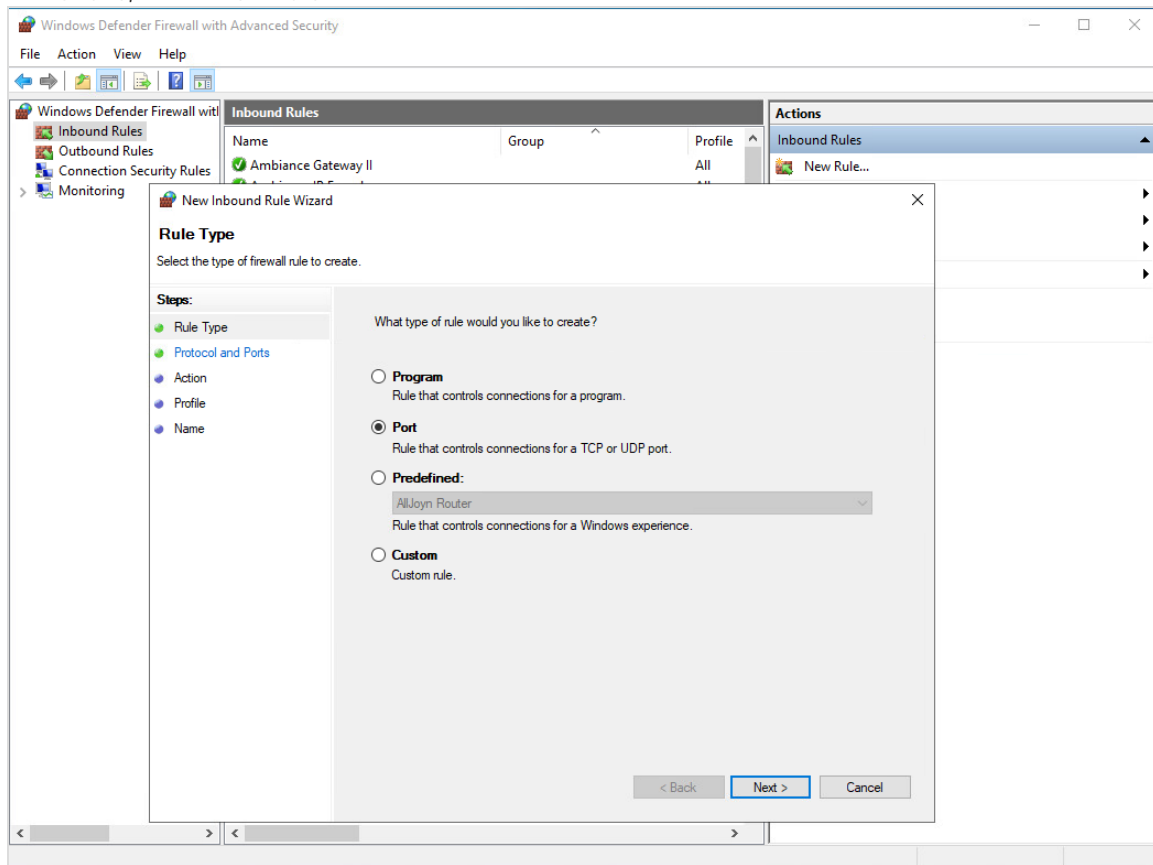 Windows Defender Firewall with Advanced Security
File Action View Help
Windows Defender Firewall witl
Inbound Rules
Outbound Rules
Connection Security Rules
Monitoring
Inbound Rules
Name Group Profile
Ambiance Gateway II All
Actions
Inbound Rules
New Rule...
New Inbound Rule Wizard
Rule Type
Select the type of firewall rule to create.
Steps:
Rule Type
Protocol and Ports
Action
Profile
Name
What type of rule would you like to create?
Program
Rule that controls connections for a program.
Port
Rule that controls connections for a TCP or UDP port.
Predefined:
AllJoyn Router
Rule that controls connections for a Windows experience.
Custom
Custom rule.
< Back Next > Cancel